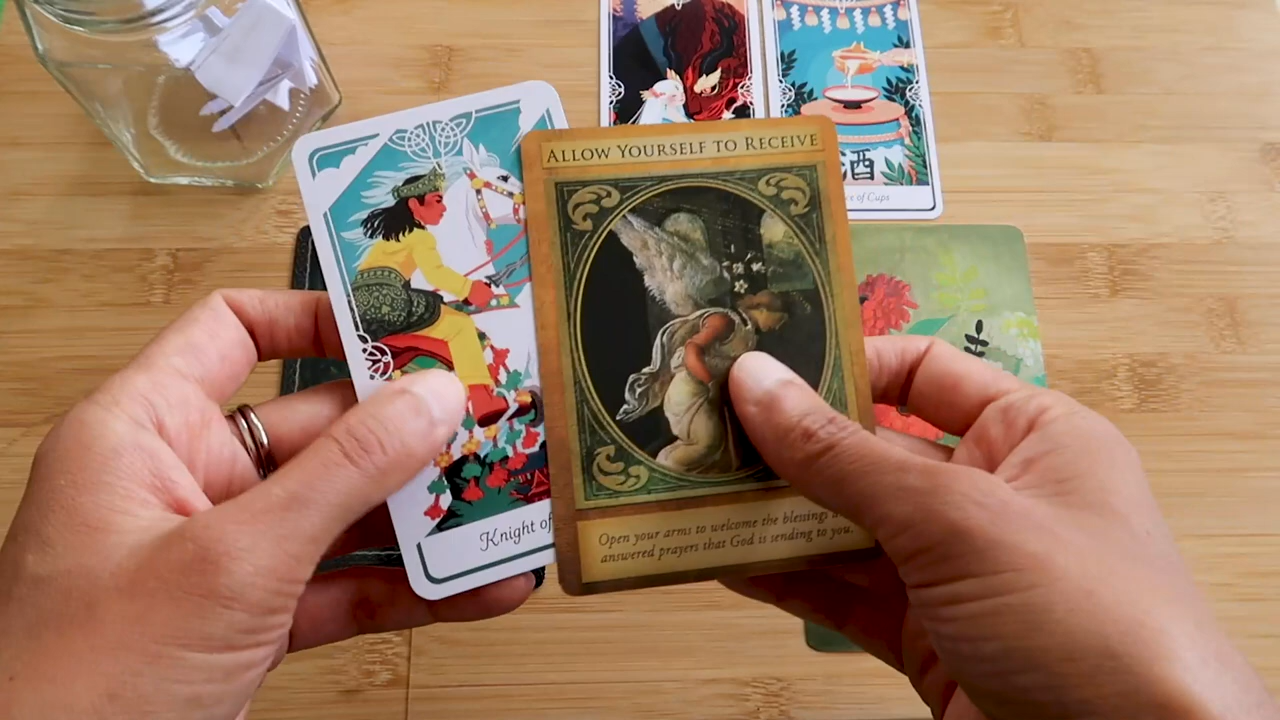 ALLOW YOURSELF TO RECEIVE
酒
of Cups
Knight of
Open your arms to welcome the blessings
answered prayers that God is sending to you.